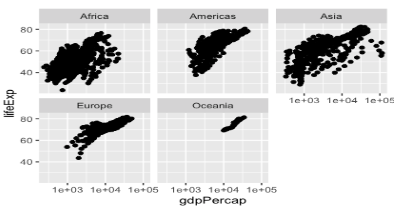 Africa Americas Asia
80
60
40
1e+03 1e+04 1e+05
Europe Oceania
80
60
40
1e+03 1e+04 1e+05 1e+03 1e+04 1e+05
lifeExp
gdpPercap